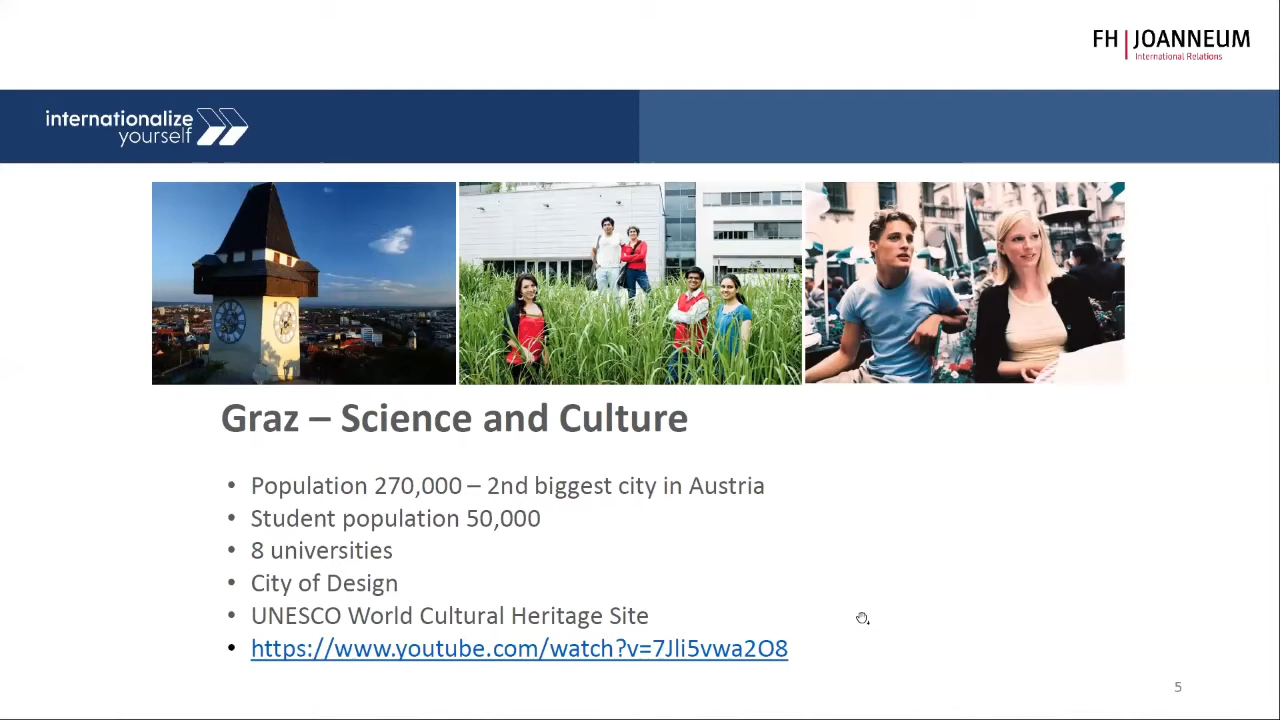 FH | JOANNEUM
International Relations
internationalize
yourself
Graz – Science and Culture
• Population 270,000 – 2nd biggest city in Austria
• Student population 50,000
• 8 universities
• City of Design
• UNESCO World Cultural Heritage Site
• https://www.youtube.com/watch?v=7Jli5vwa2O8
5